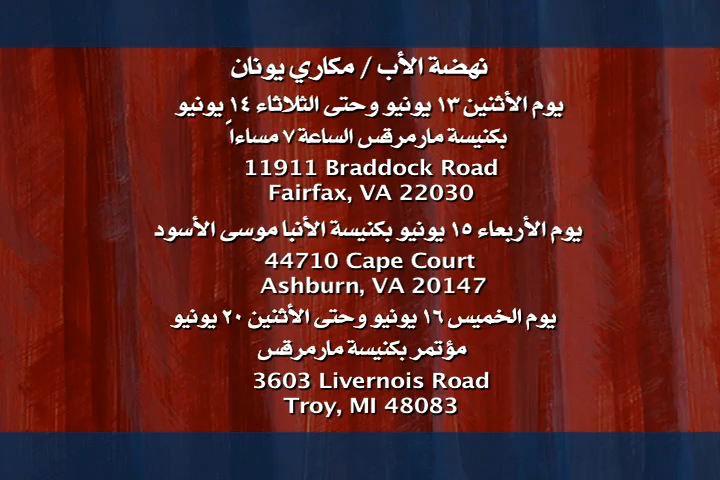 نهضة الأب / مكاري يونان
يوم الأثنين ١٣ يونيو وحتى الثلاثاء ١٤ يونيو
بكنيسة مارمرقس الساعة ٧ مساءاً
11911 Braddock Road
Fairfax, VA 22030
يوم الأربعاء ١٥ يونيو بكنيسة الأنبا موسى الأسود
44710 Cape Court
Ashburn, VA 20147
يوم الخميس ١٦ يونيو وحتى الأثنين ٢٠ يونيو
مؤتمر بكنيسة مارمرقس
3603 Livernois Road
Troy, MI 48083